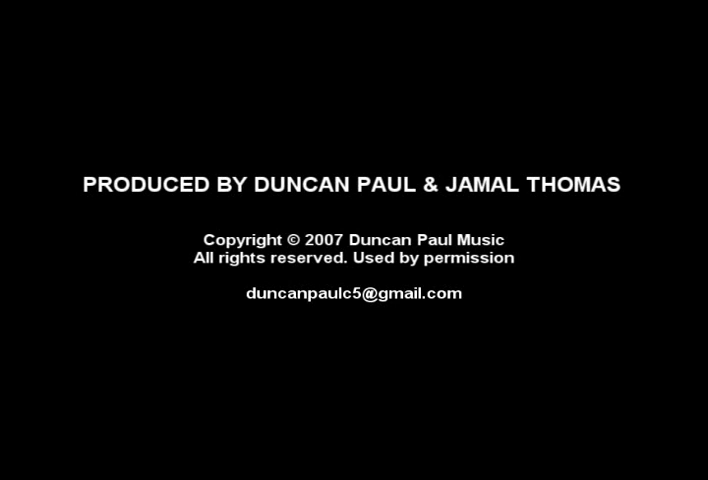 PRODUCED BY DUNCAN PAUL & JAMAL THOMAS
Copyright © 2007 Duncan Paul Music
All rights reserved. Used by permission
duncanpaulc5@gmail.com